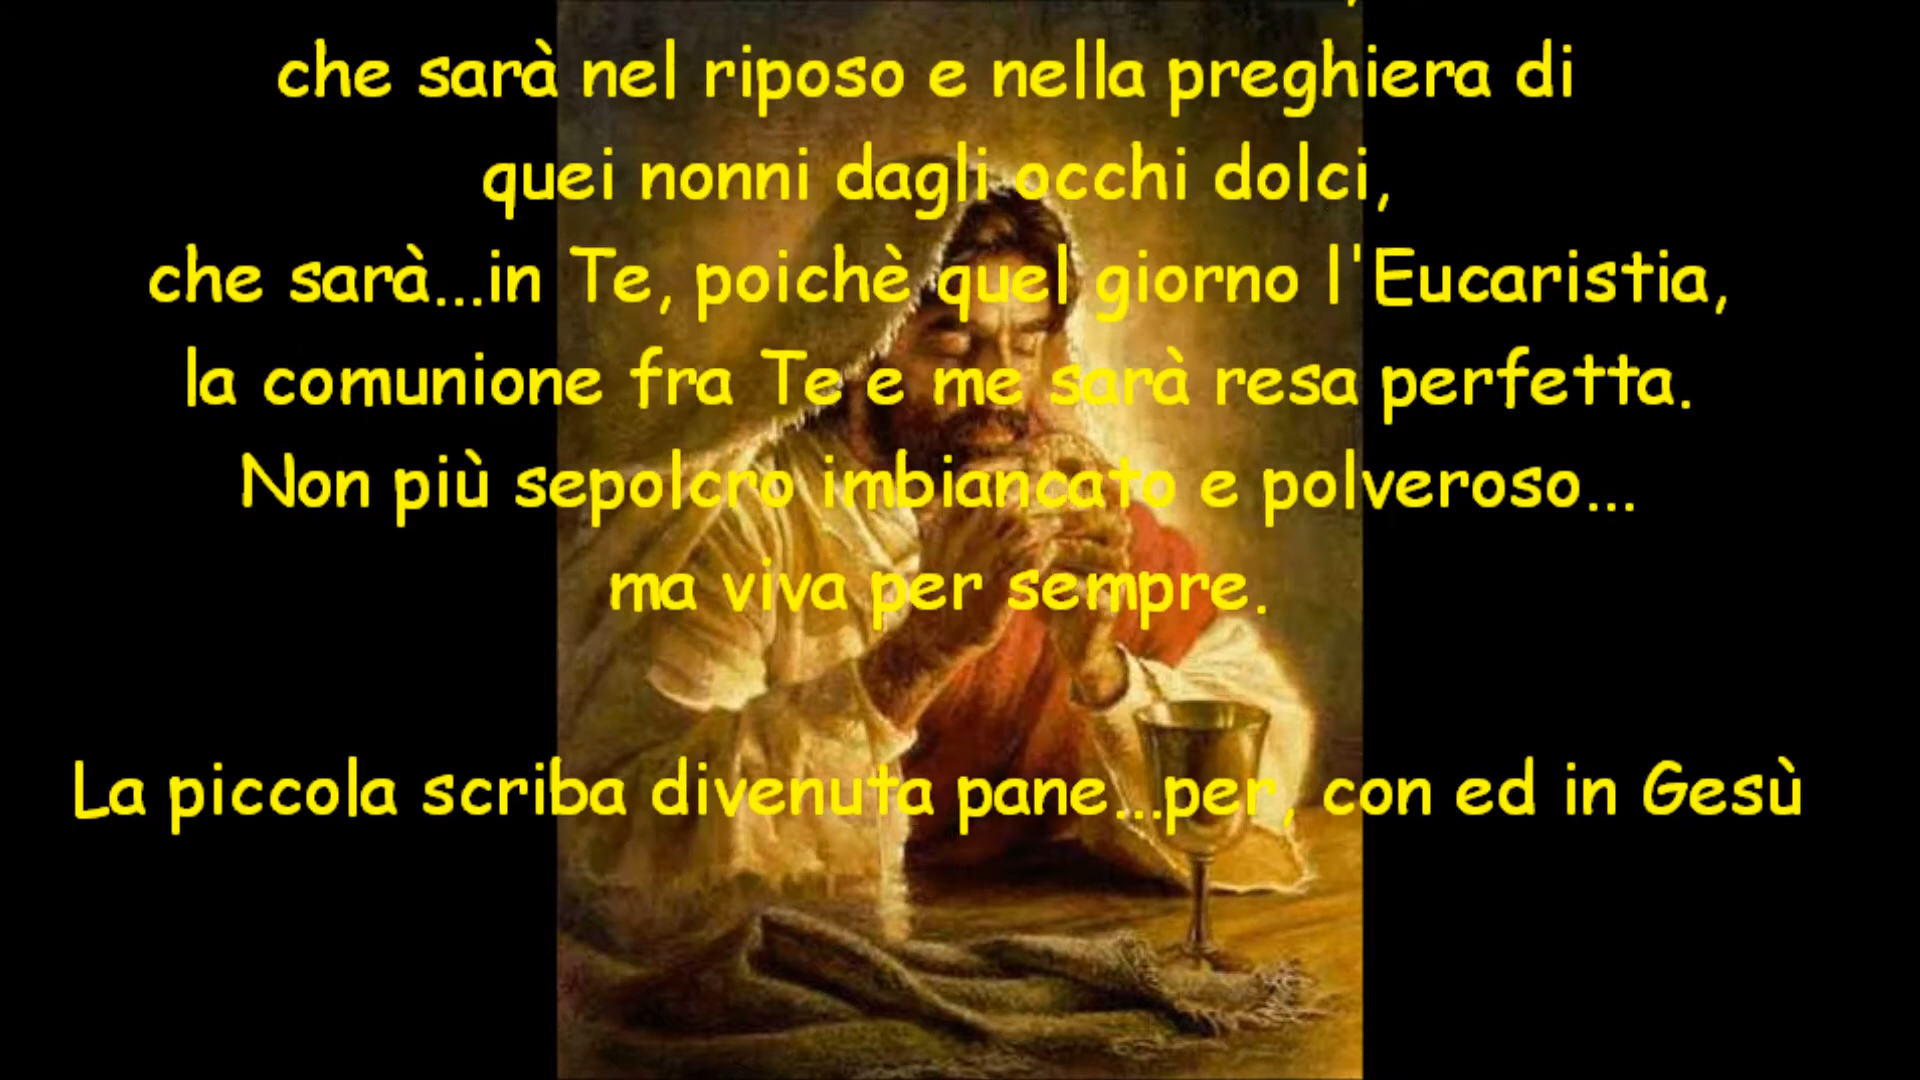 che sarà nel riposo e nella preghiera di
quei nonni dagli occhi dolci,
che sarà...in Te, poichè quel giorno l'Eucaristia,
la comunione fra Te e me sarà resa perfetta.
Non più sepolcro imbiancato e polveroso...
ma viva per sempre.
La piccola scriba divenuta pane...per, con ed in Gesù